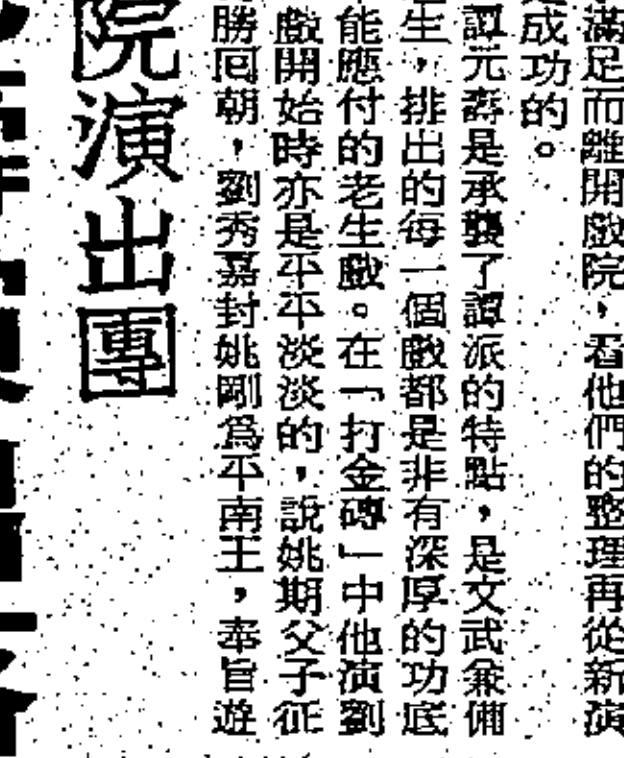 滿足而離開戲院，看他們的整理再從新演
成功的。
譚元壽是承襲了譚派的特點，是文武兼備
生，排出的每一個戲都是非有深厚的功底
能應付的老生戲。在「打金磚」中他演劉
戲開始時亦是平平淡淡的，說姚期父子征
勝回朝，劉秀嘉封姚剛為平南王，奉旨遊
院演出團